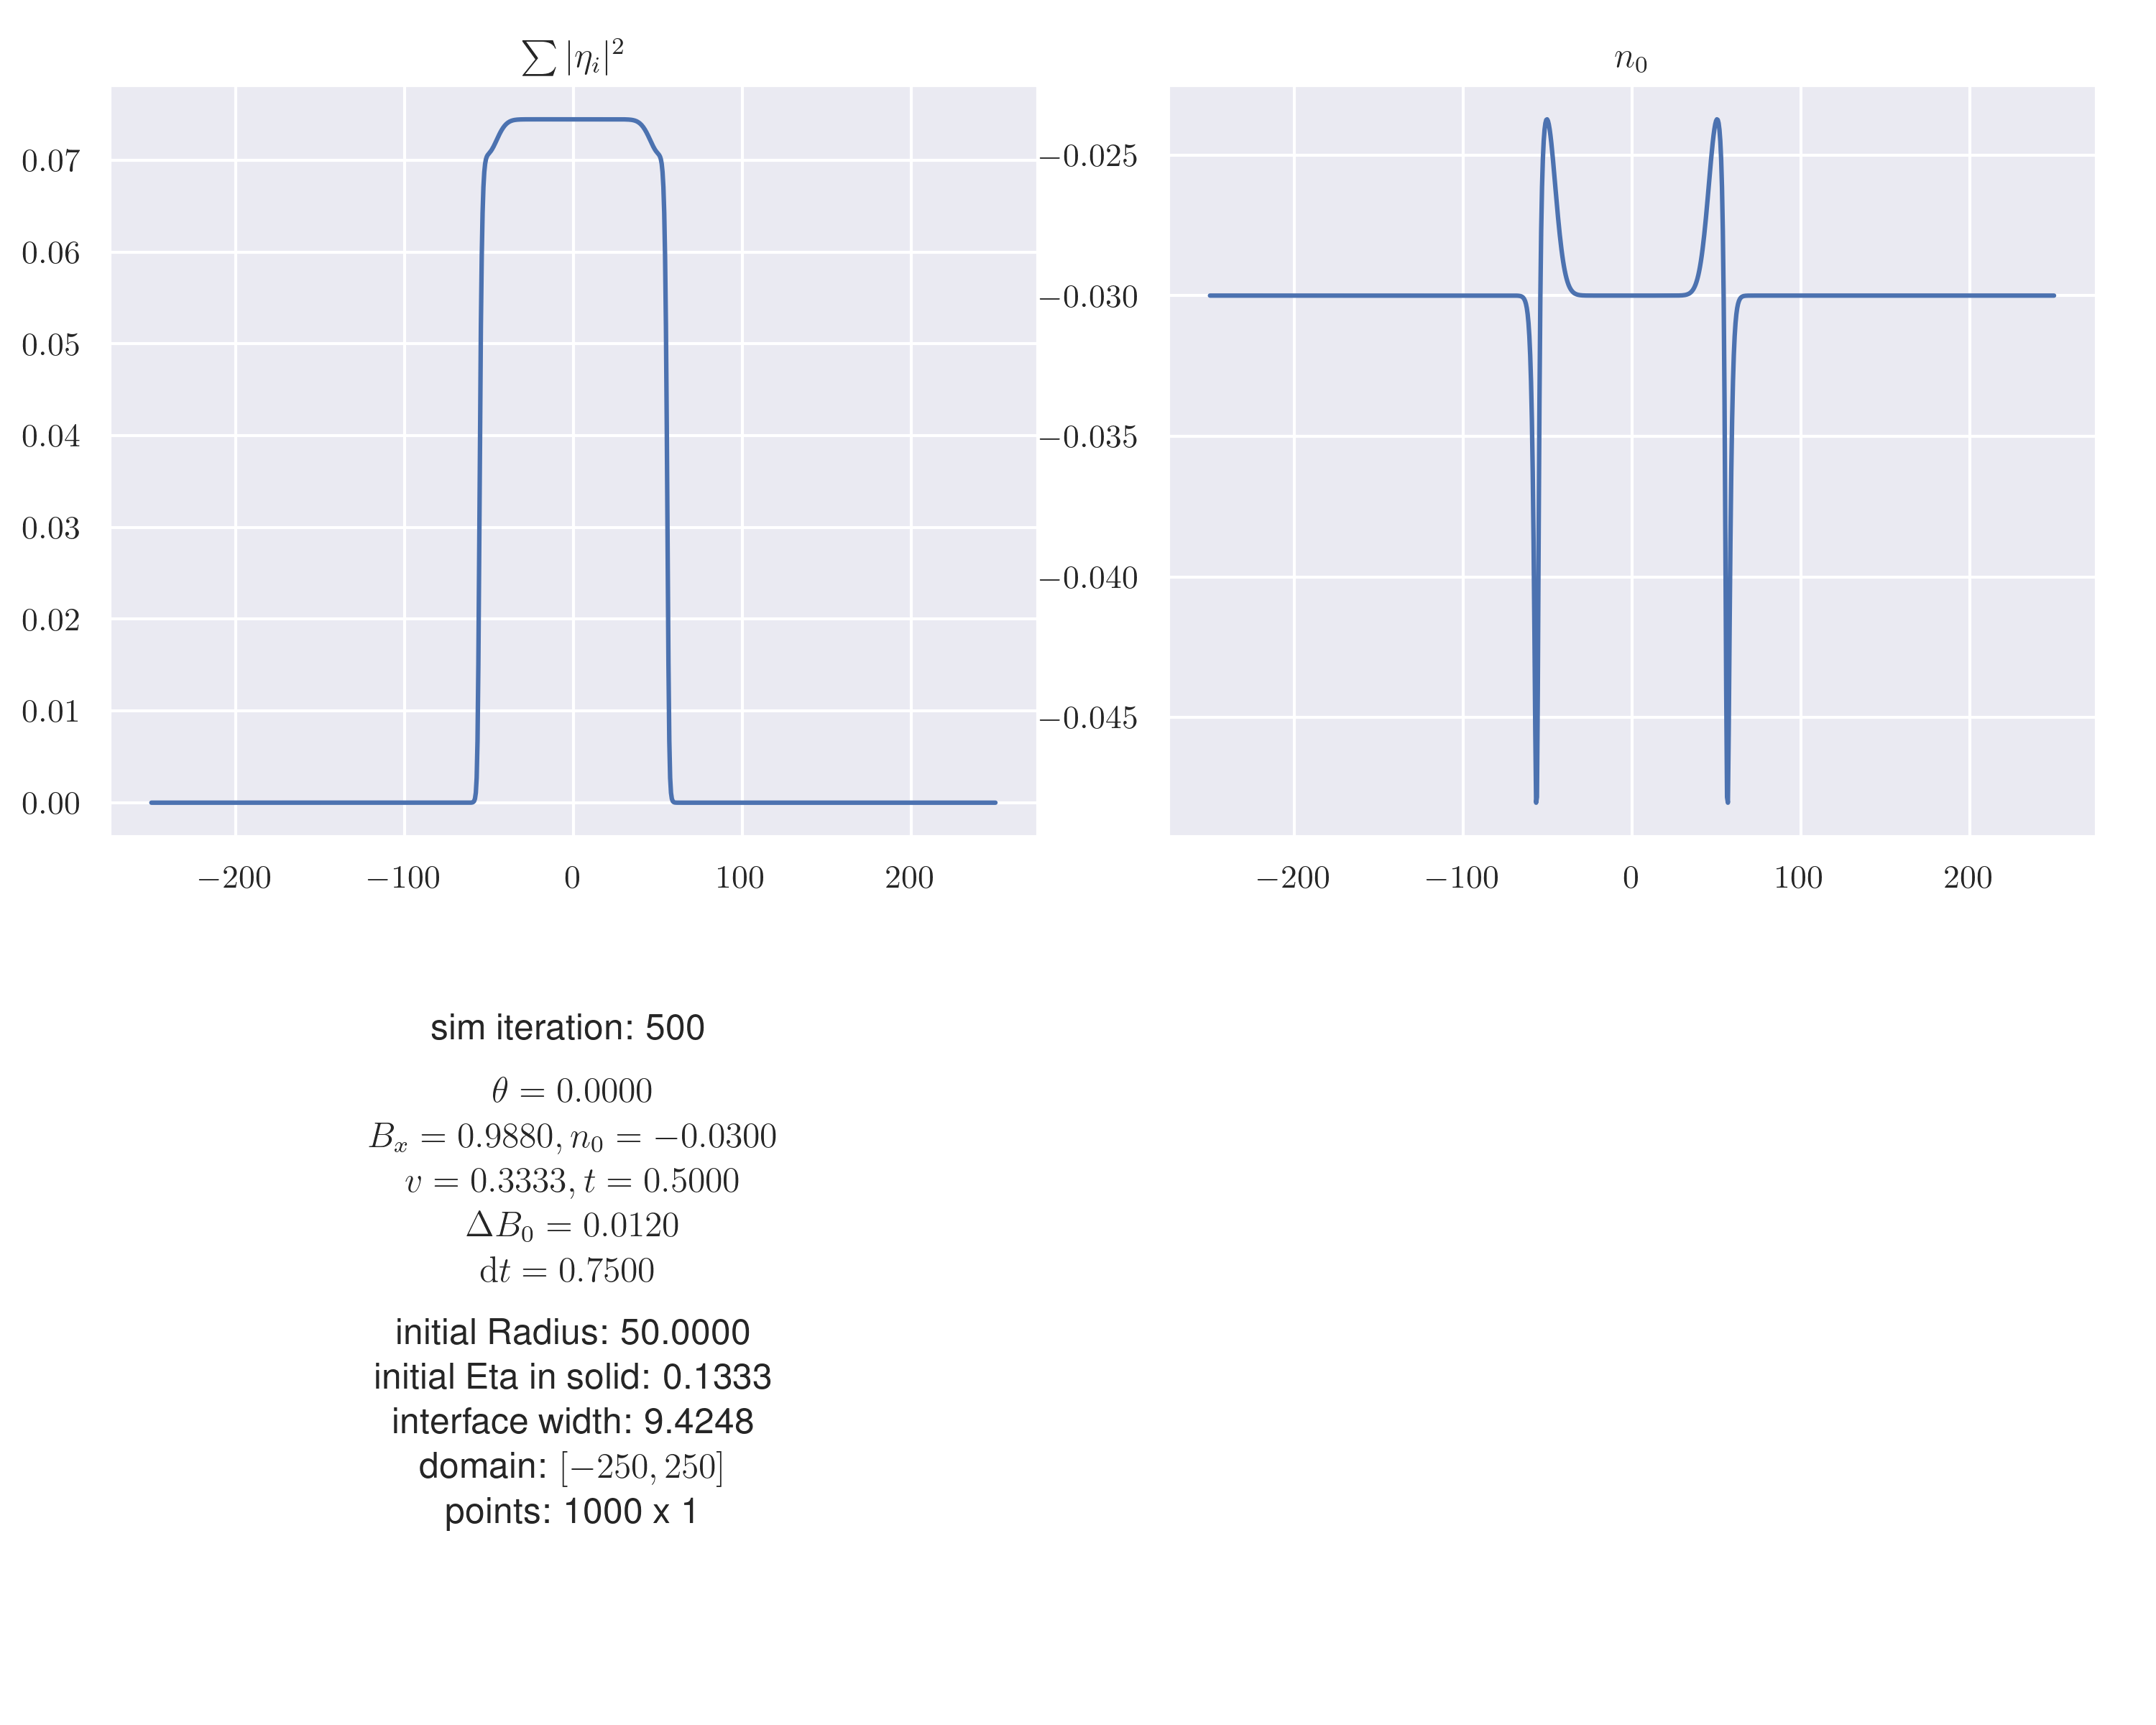 ∑ |η_i|²
n₀
0.07
0.06
0.05
0.04
0.03
0.02
0.01
0.00
−200 −100 0 100 200
−0.025
−0.030
−0.035
−0.040
−0.045
−200 −100 0 100 200
sim iteration: 500
θ = 0.0000
Bₓ = 0.9880, n₀ = −0.0300
v = 0.3333, t = 0.5000
ΔB₀ = 0.0120
dt = 0.7500
initial Radius: 50.0000
initial Eta in solid: 0.1333
interface width: 9.4248
domain: [−250, 250]
points: 1000 x 1